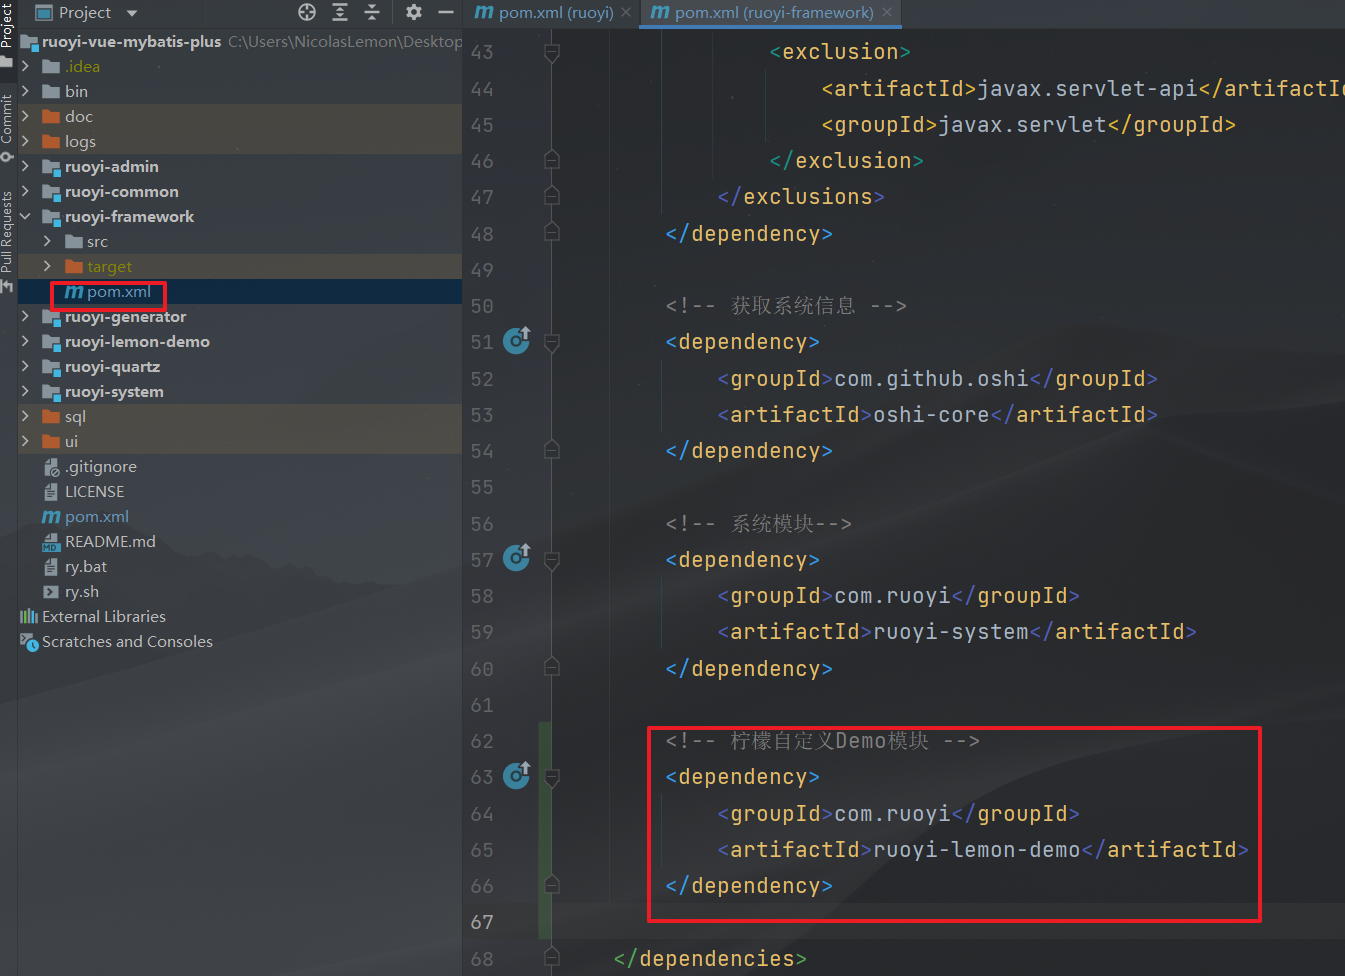 Project
Commit
Pull Requests
Project
ruoyi-vue-mybatis-plus C:\Users\NicolasLemon\Desktop
.idea
bin
doc
logs
ruoyi-admin
ruoyi-common
ruoyi-framework
src
target
pom.xml
ruoyi-generator
ruoyi-lemon-demo
ruoyi-quartz
ruoyi-system
sql
ui
.gitignore
LICENSE
pom.xml
README.md
ry.bat
ry.sh
External Libraries
Scratches and Consoles
pom.xml (ruoyi)
pom.xml (ruoyi-framework)
43 <exclusion>
44 <artifactId>javax.servlet-api</artifactId
45 <groupId>javax.servlet</groupId>
46 </exclusion>
47 </exclusions>
48 </dependency>
49
50 <!-- 获取系统信息 -->
51 <dependency>
52 <groupId>com.github.oshi</groupId>
53 <artifactId>oshi-core</artifactId>
54 </dependency>
55
56 <!-- 系统模块-->
57 <dependency>
58 <groupId>com.ruoyi</groupId>
59 <artifactId>ruoyi-system</artifactId>
60 </dependency>
61
62 <!-- 柠檬自定义Demo模块 -->
63 <dependency>
64 <groupId>com.ruoyi</groupId>
65 <artifactId>ruoyi-lemon-demo</artifactId>
66 </dependency>
67
68 </dependencies>